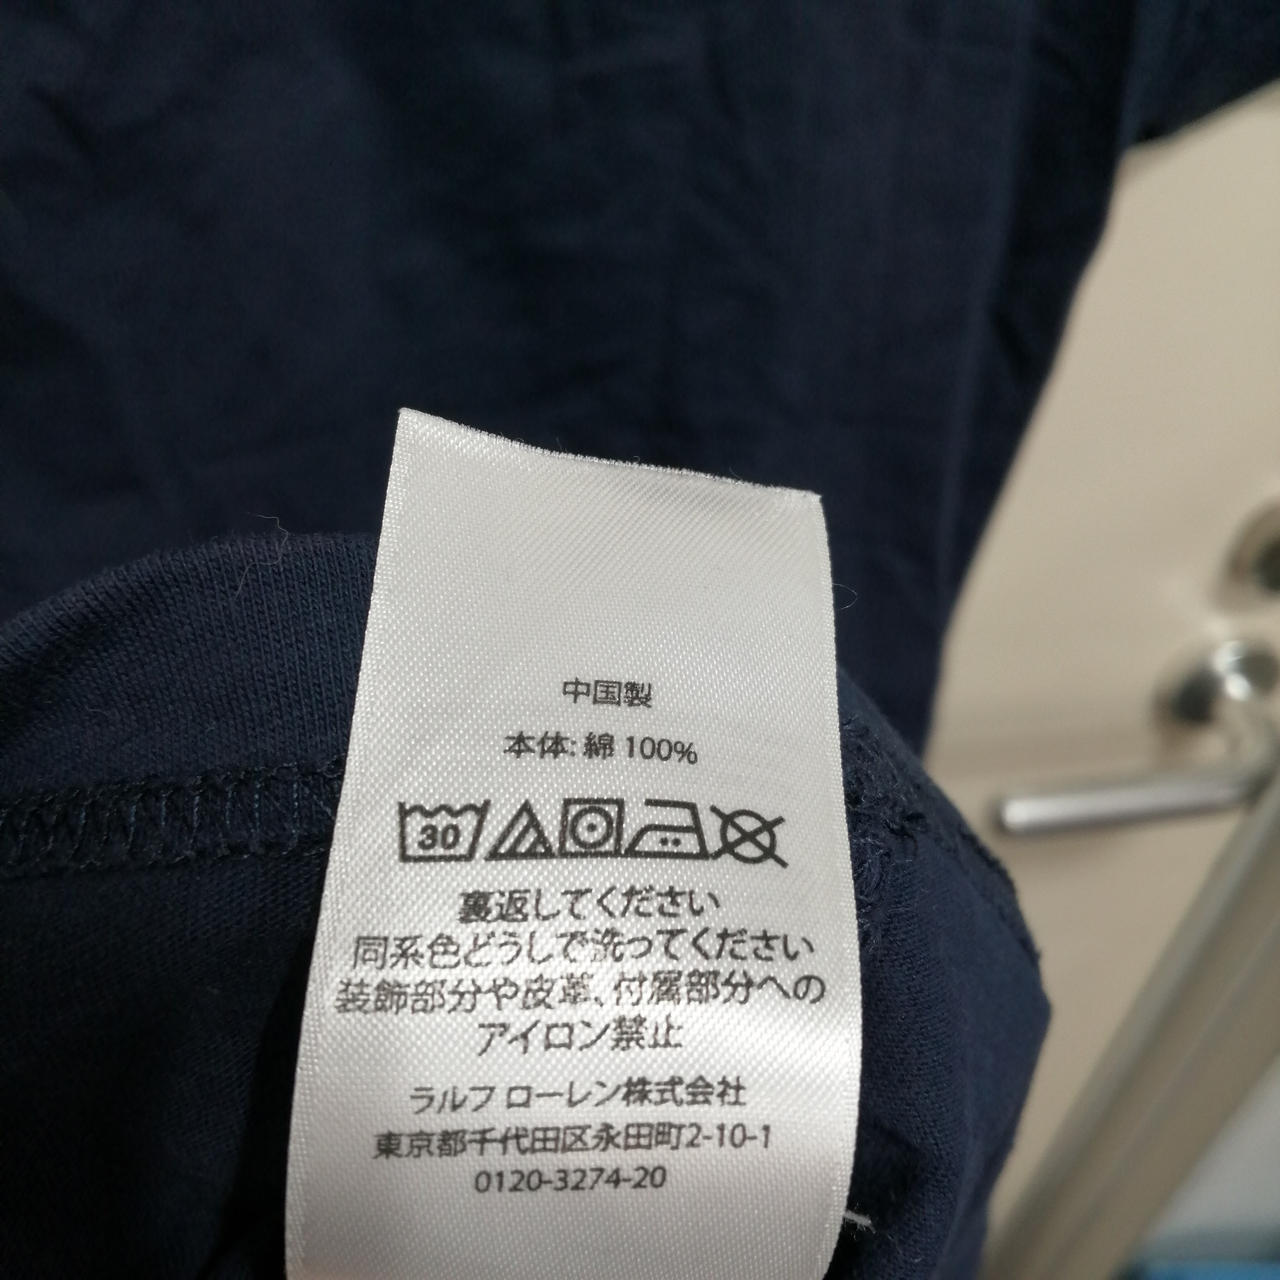 中国製
本体: 綿 100%
30
裏返してください
同系色どうしで洗ってください
装飾部分や皮革、付属部分への
アイロン禁止
ラルフ ローレン株式会社
東京都千代田区永田町2-10-1
0120-3274-20